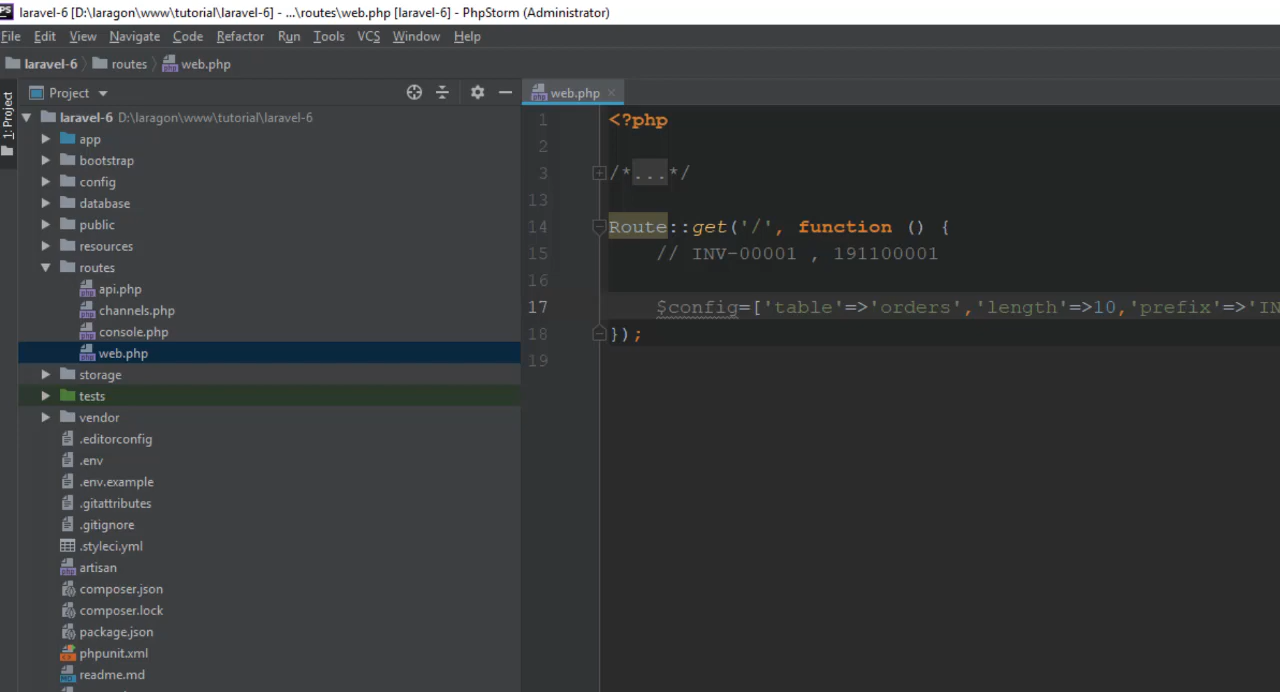 PS laravel-6 [D:\laragon\www\tutorial\laravel-6] - ...\routes\web.php [laravel-6] - PhpStorm (Administrator)
File Edit View Navigate Code Refactor Run Tools VCS Window Help
laravel-6 routes web.php
1: Project
Project
laravel-6 D:\laragon\www\tutorial\laravel-6
app
bootstrap
config
database
public
resources
routes
api.php
channels.php
console.php
web.php
storage
tests
vendor
.editorconfig
.env
.env.example
.gitattributes
.gitignore
.styleci.yml
artisan
composer.json
composer.lock
package.json
phpunit.xml
readme.md
web.php
1 <?php
2
3 /*...*/
13
14 Route::get('/', function () {
15 // INV-00001 , 191100001
16
17 $config=['table'=>'orders','length'=>10,'prefix'=>'IN
18 });
19